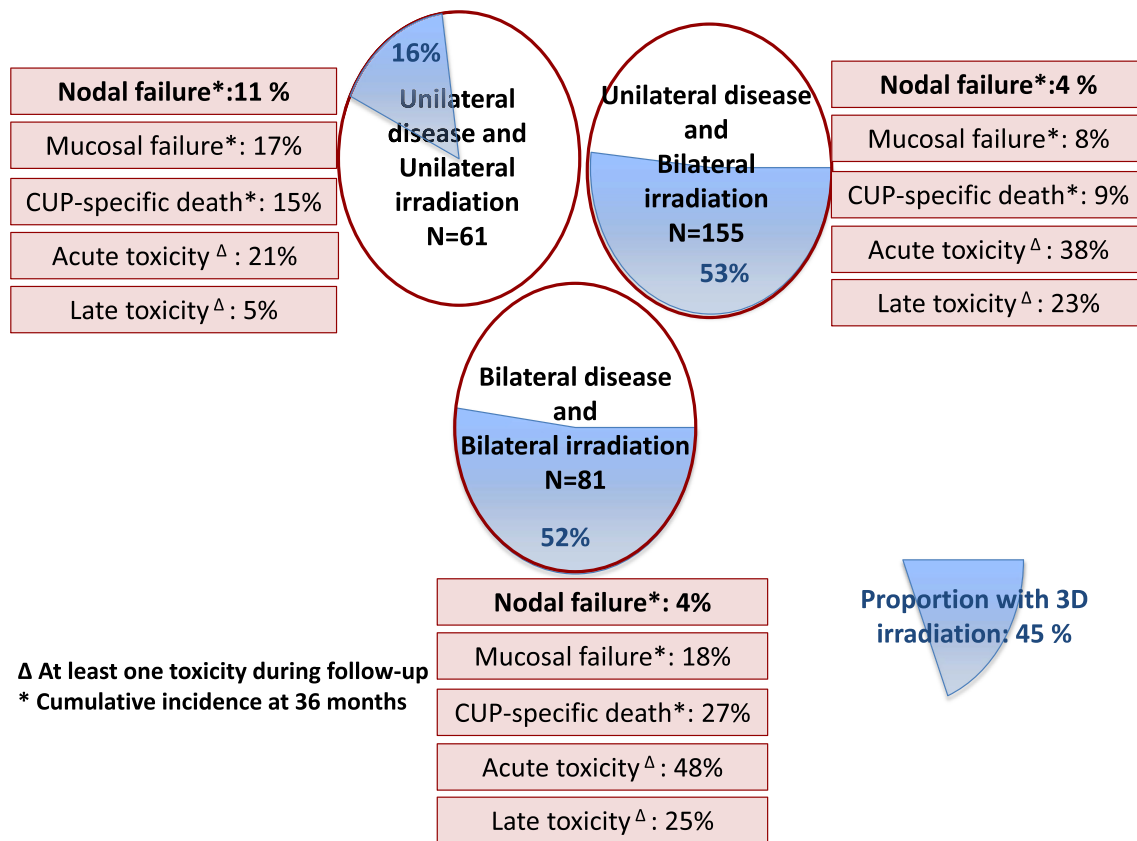 16%
Unilateral
disease and
Unilateral
irradiation
N=61
Nodal failure*:11 %
Mucosal failure*: 17%
CUP-specific death*: 15%
Acute toxicity Δ : 21%
Late toxicity Δ : 5%
Unilateral disease
and
Bilateral
irradiation
N=155
53%
Nodal failure*:4 %
Mucosal failure*: 8%
CUP-specific death*: 9%
Acute toxicity Δ : 38%
Late toxicity Δ : 23%
Bilateral disease
and
Bilateral irradiation
N=81
52%
Nodal failure*: 4%
Mucosal failure*: 18%
CUP-specific death*: 27%
Acute toxicity Δ : 48%
Late toxicity Δ : 25%
Proportion with 3D
irradiation: 45 %
Δ At least one toxicity during follow-up
* Cumulative incidence at 36 months